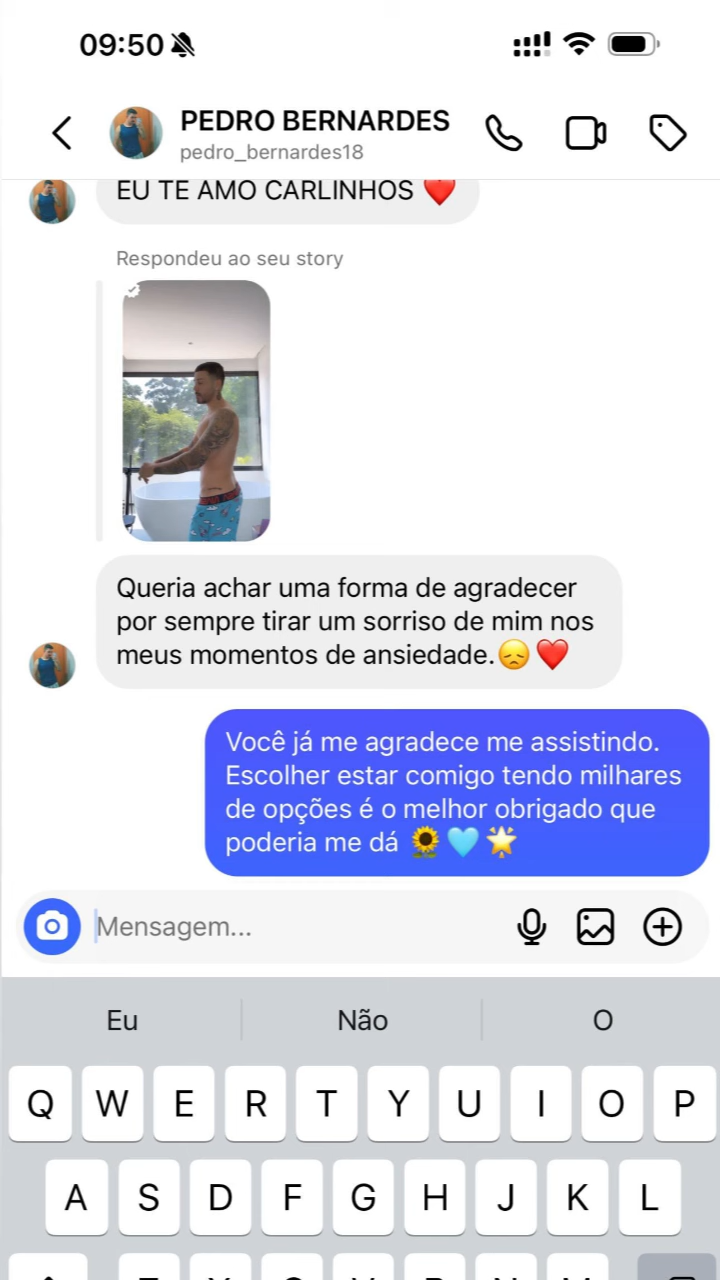 09:50
PEDRO BERNARDES
pedro_bernardes18
EU TE AMO CARLINHOS ❤️
Respondeu ao seu story
Queria achar uma forma de agradecer
por sempre tirar um sorriso de mim nos
meus momentos de ansiedade.😞❤️
Você já me agradece me assistindo.
Escolher estar comigo tendo milhares
de opções é o melhor obrigado que
poderia me dá 🌻🩵🌟
Mensagem...
Eu Não O
Q W E R T Y U I O P
A S D F G H J K L